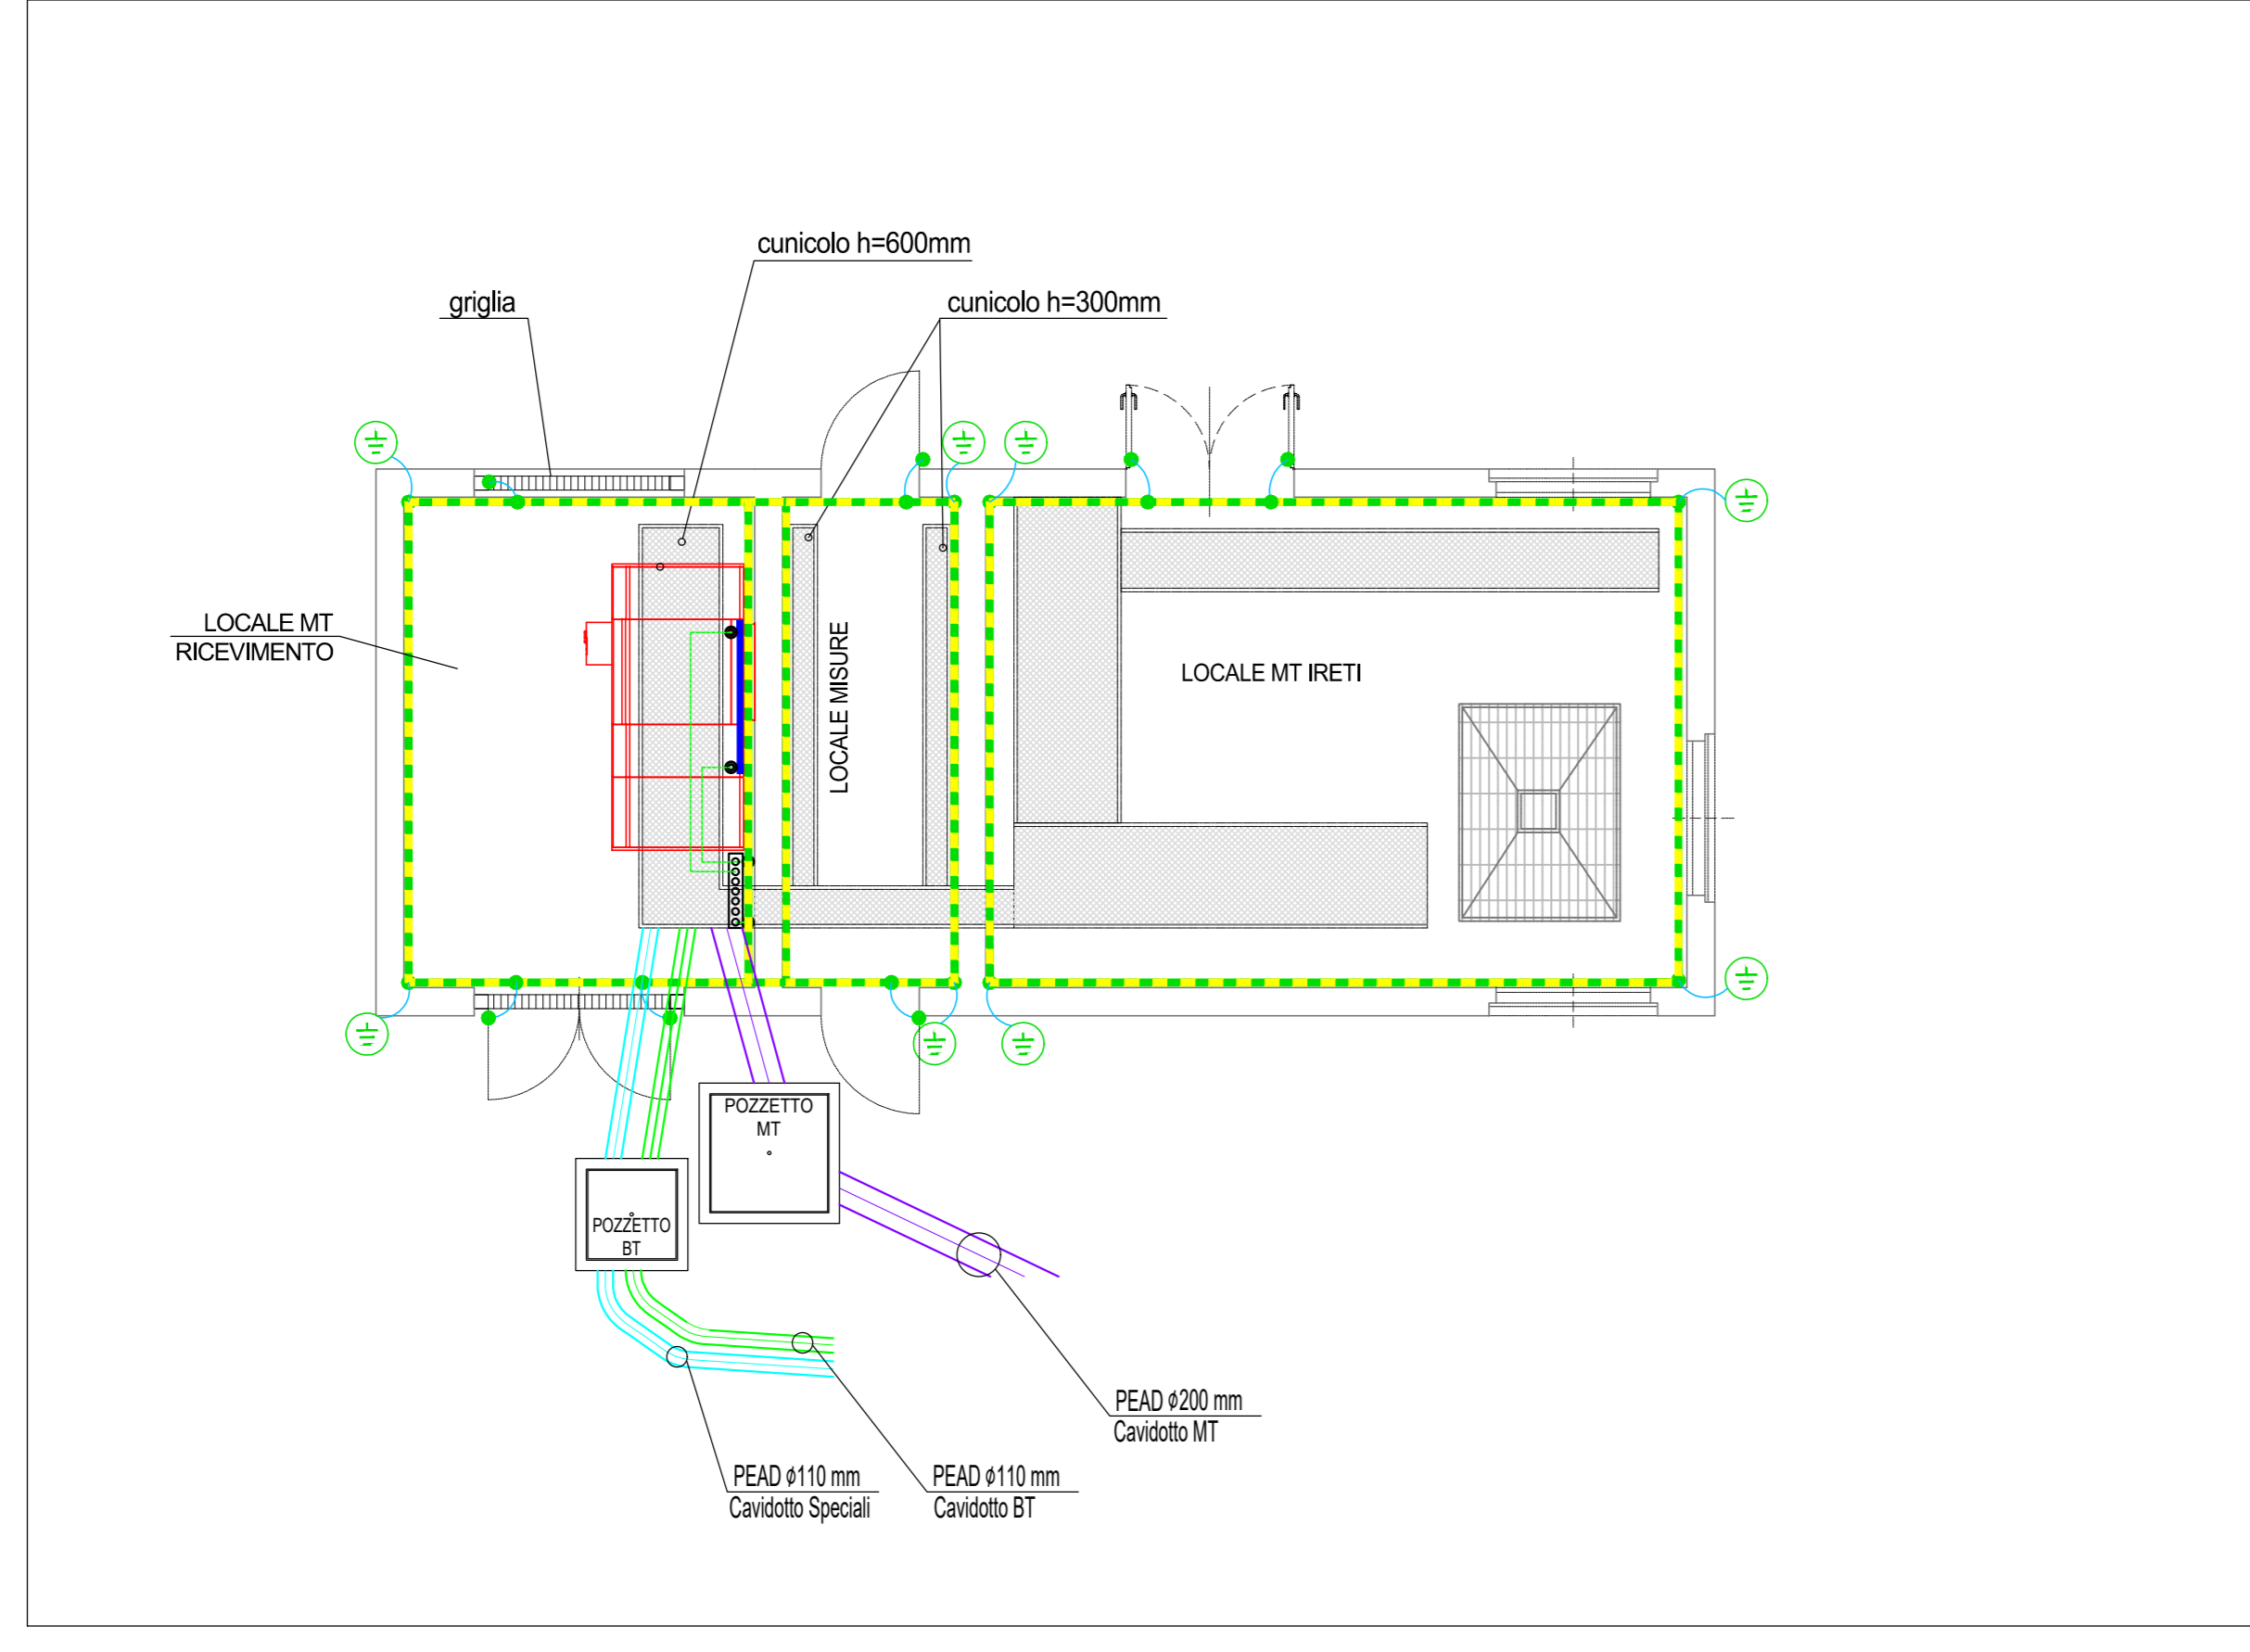 cunicolo h=600mm
griglia
cunicolo h=300mm
LOCALE MT
RICEVIMENTO
LOCALE MISURE
LOCALE MT IRETI
POZZETTO
MT
POZZETTO
BT
PEAD ϕ200 mm
Cavidotto MT
PEAD ϕ110 mm
Cavidotto Speciali
PEAD ϕ110 mm
Cavidotto BT